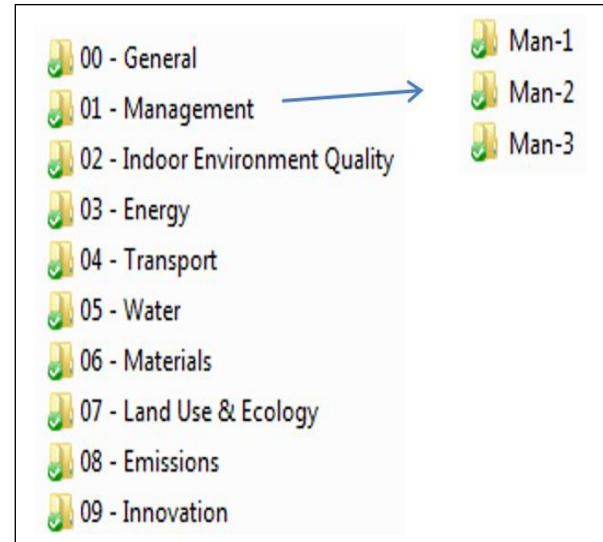 00 - General
01 - Management
02 - Indoor Environment Quality
03 - Energy
04 - Transport
05 - Water
06 - Materials
07 - Land Use & Ecology
08 - Emissions
09 - Innovation
Man-1
Man-2
Man-3